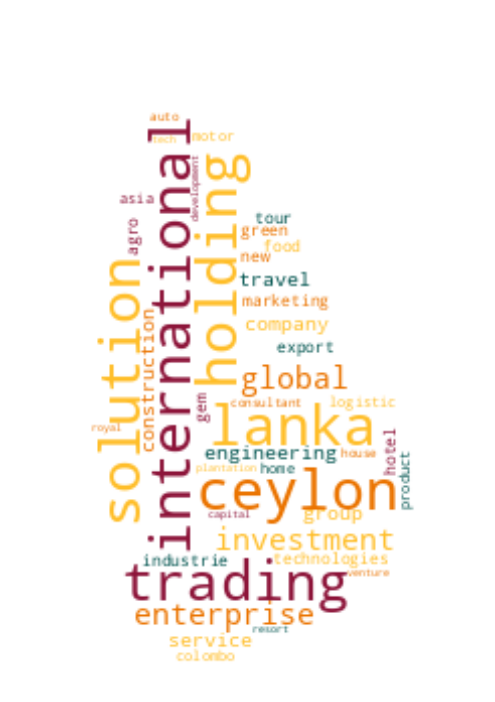 auto
tech
motor
international
holding
development
asia
agro
tour
green
food
new
solution
travel
marketing
construction
company
export
global
gem
consultant
logistic
lanka
royal
hotel
engineering
house
product
plantation
home
ceylon
capital
group
investment
industrie
technologies
trading
venture
enterprise
resort
service
colombo